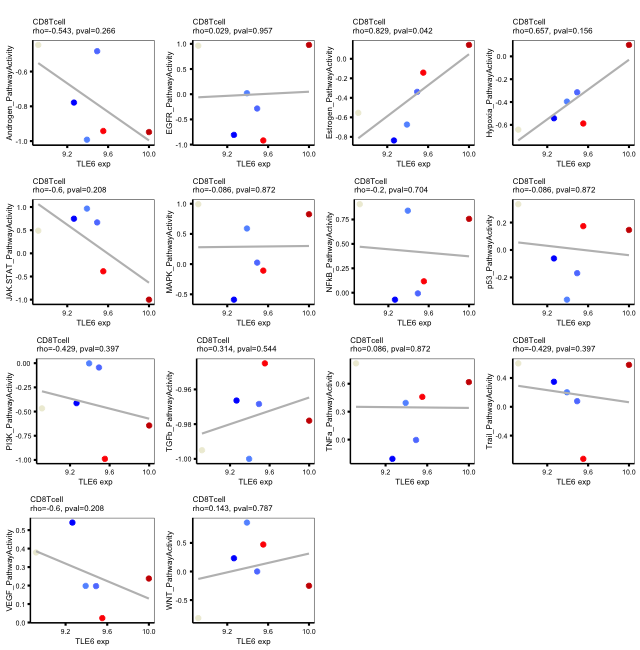 CD8Tcell
rho=-0.543, pval=0.266
Androgen_PathwayActivity
-0.6
-0.8
-1.0
9.2 9.6 10.0
TLE6 exp
CD8Tcell
rho=0.029, pval=0.957
EGFR_PathwayActivity
1.0
0.5
0.0
-0.5
-1.0
9.2 9.6 10.0
TLE6 exp
CD8Tcell
rho=0.829, pval=0.042
Estrogen_PathwayActivity
0.0
-0.2
-0.4
-0.6
-0.8
9.2 9.6 10.0
TLE6 exp
CD8Tcell
rho=0.657, pval=0.156
Hypoxia_PathwayActivity
0.0
-0.2
-0.4
-0.6
9.2 9.6 10.0
TLE6 exp
CD8Tcell
rho=-0.6, pval=0.208
JAK.STAT_PathwayActivity
1.0
0.5
0.0
-0.5
-1.0
9.2 9.6 10.0
TLE6 exp
CD8Tcell
rho=-0.086, pval=0.872
MAPK_PathwayActivity
1.0
0.5
0.0
-0.5
9.2 9.6 10.0
TLE6 exp
CD8Tcell
rho=-0.2, pval=0.704
NFkB_PathwayActivity
0.75
0.50
0.25
0.00
9.2 9.6 10.0
TLE6 exp
CD8Tcell
rho=-0.086, pval=0.872
p53_PathwayActivity
0.2
0.0
-0.2
9.2 9.6 10.0
TLE6 exp
CD8Tcell
rho=-0.429, pval=0.397
PI3K_PathwayActivity
0.00
-0.25
-0.50
-0.75
-1.00
9.2 9.6 10.0
TLE6 exp
CD8Tcell
rho=0.314, pval=0.544
TGFb_PathwayActivity
-0.96
-0.98
-1.00
9.2 9.6 10.0
TLE6 exp
CD8Tcell
rho=0.086, pval=0.872
TNFa_PathwayActivity
0.6
0.3
0.0
9.2 9.6 10.0
TLE6 exp
CD8Tcell
rho=-0.429, pval=0.397
Trail_PathwayActivity
0.4
0.0
-0.4
9.2 9.6 10.0
TLE6 exp
CD8Tcell
rho=-0.6, pval=0.208
VEGF_PathwayActivity
0.5
0.4
0.3
0.2
0.1
0.0
9.2 9.6 10.0
TLE6 exp
CD8Tcell
rho=0.143, pval=0.787
WNT_PathwayActivity
0.5
0.0
-0.5
9.2 9.6 10.0
TLE6 exp